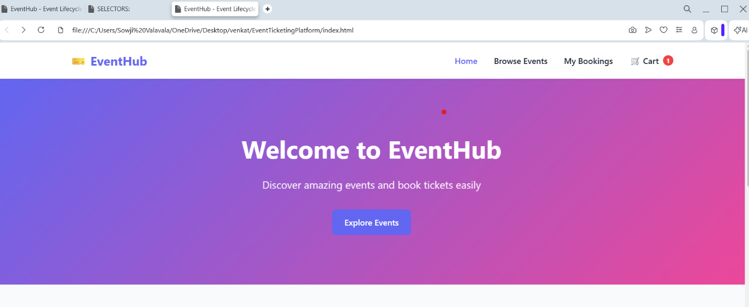 EventHub - Event Lifecycl
SELECTORS:
EventHub - Event Lifecycl
file:///C:/Users/Sowji%20Valavala/OneDrive/Desktop/venkat/EventTicketingPlatform/index.html
AI
EventHub
Home
Browse Events
My Bookings
Cart 1
Welcome to EventHub
Discover amazing events and book tickets easily
Explore Events